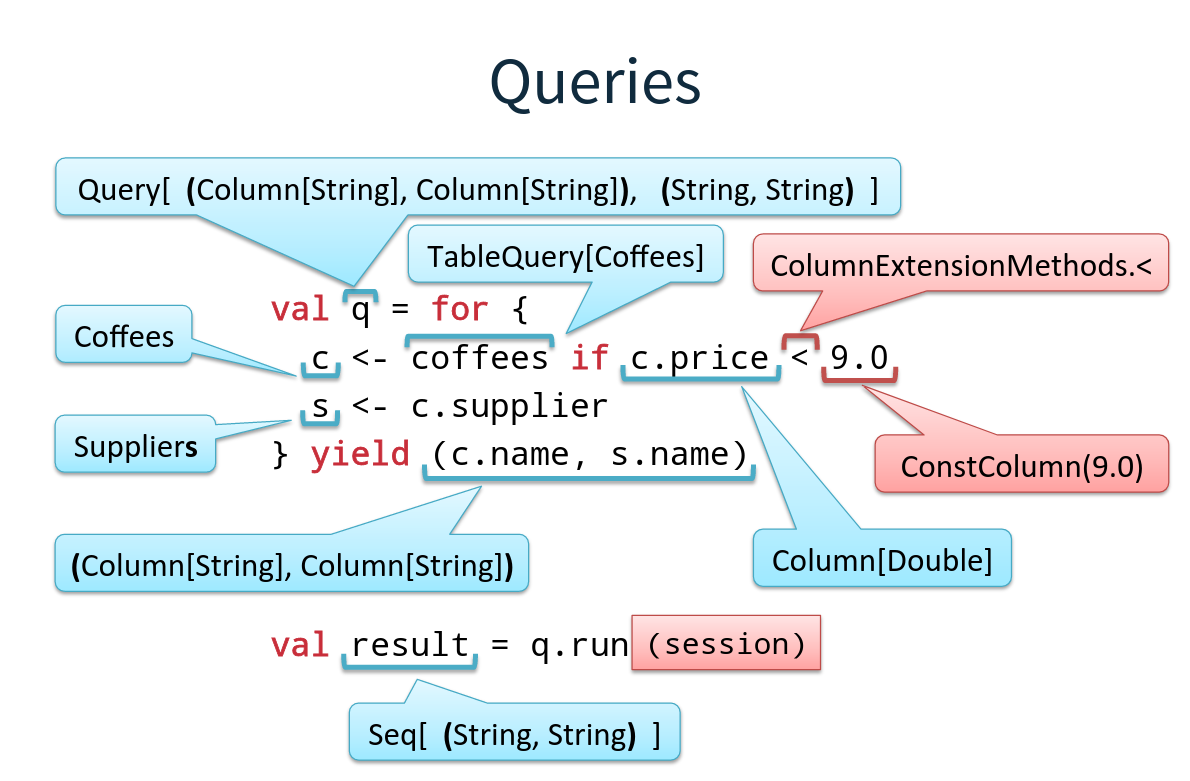 Queries
Query[ (Column[String], Column[String]), (String, String) ]
TableQuery[Coffees]
ColumnExtensionMethods.<
val q = for {
Coffees
c <- coffees if c.price < 9.0
s <- c.supplier
Suppliers
} yield (c.name, s.name)
ConstColumn(9.0)
(Column[String], Column[String])
Column[Double]
val result = q.run (session)
Seq[ (String, String) ]